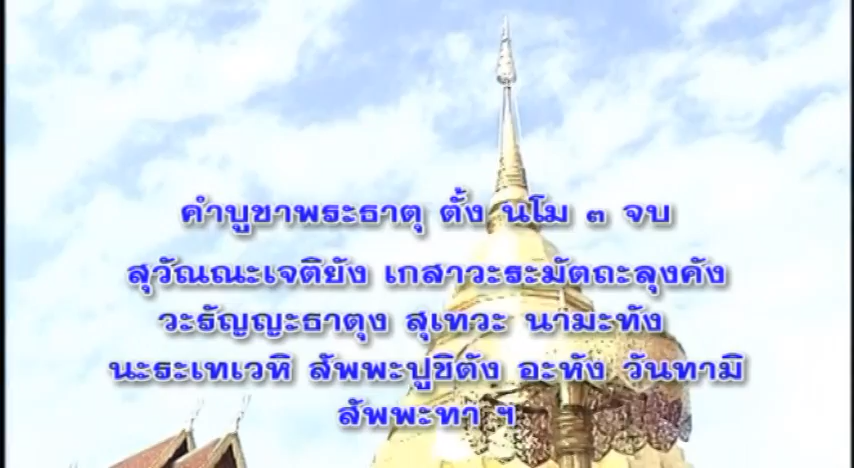 คำบูชาพระธาตุ ตั้ง นโม ๓ จบ
สุวัณณะเจติยัง เกสาวะระมัตถะลุงคัง
วะรัญญะธาตุง สุเทวะ นามะทัง
นะระเทเวหิ สัพพะปูชิตัง อะหัง วันทามิ
สัพพะทา ฯ